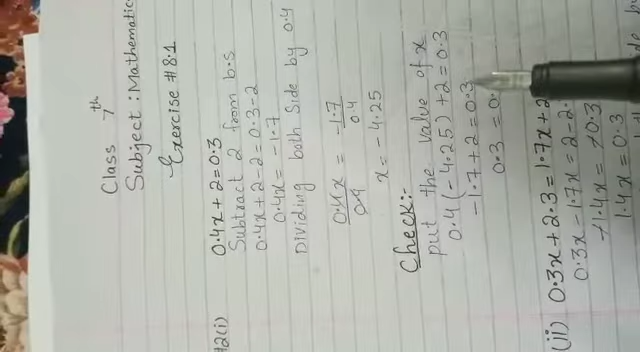 Class 7th
Subject: Mathematic
Exercise #8.1
(i) 0.4x + 2 = 0.3
Subtract 2 from b.s
0.4x + 2 - 2 = 0.3 - 2
0.4x = -1.7
Dividing both Side by 0.4
0.4x/0.4 = -1.7/0.4
x = -4.25
Check:-
Put the value of x
0.4(-4.25) + 2 = 0.3
-1.7 + 2 = 0.3
0.3 = 0.
(ii) 0.3x + 2.3 = 1.7x + 2
0.3x - 1.7x = 2 - 2.
-1.4x = -0.3
1.4x = 0.3